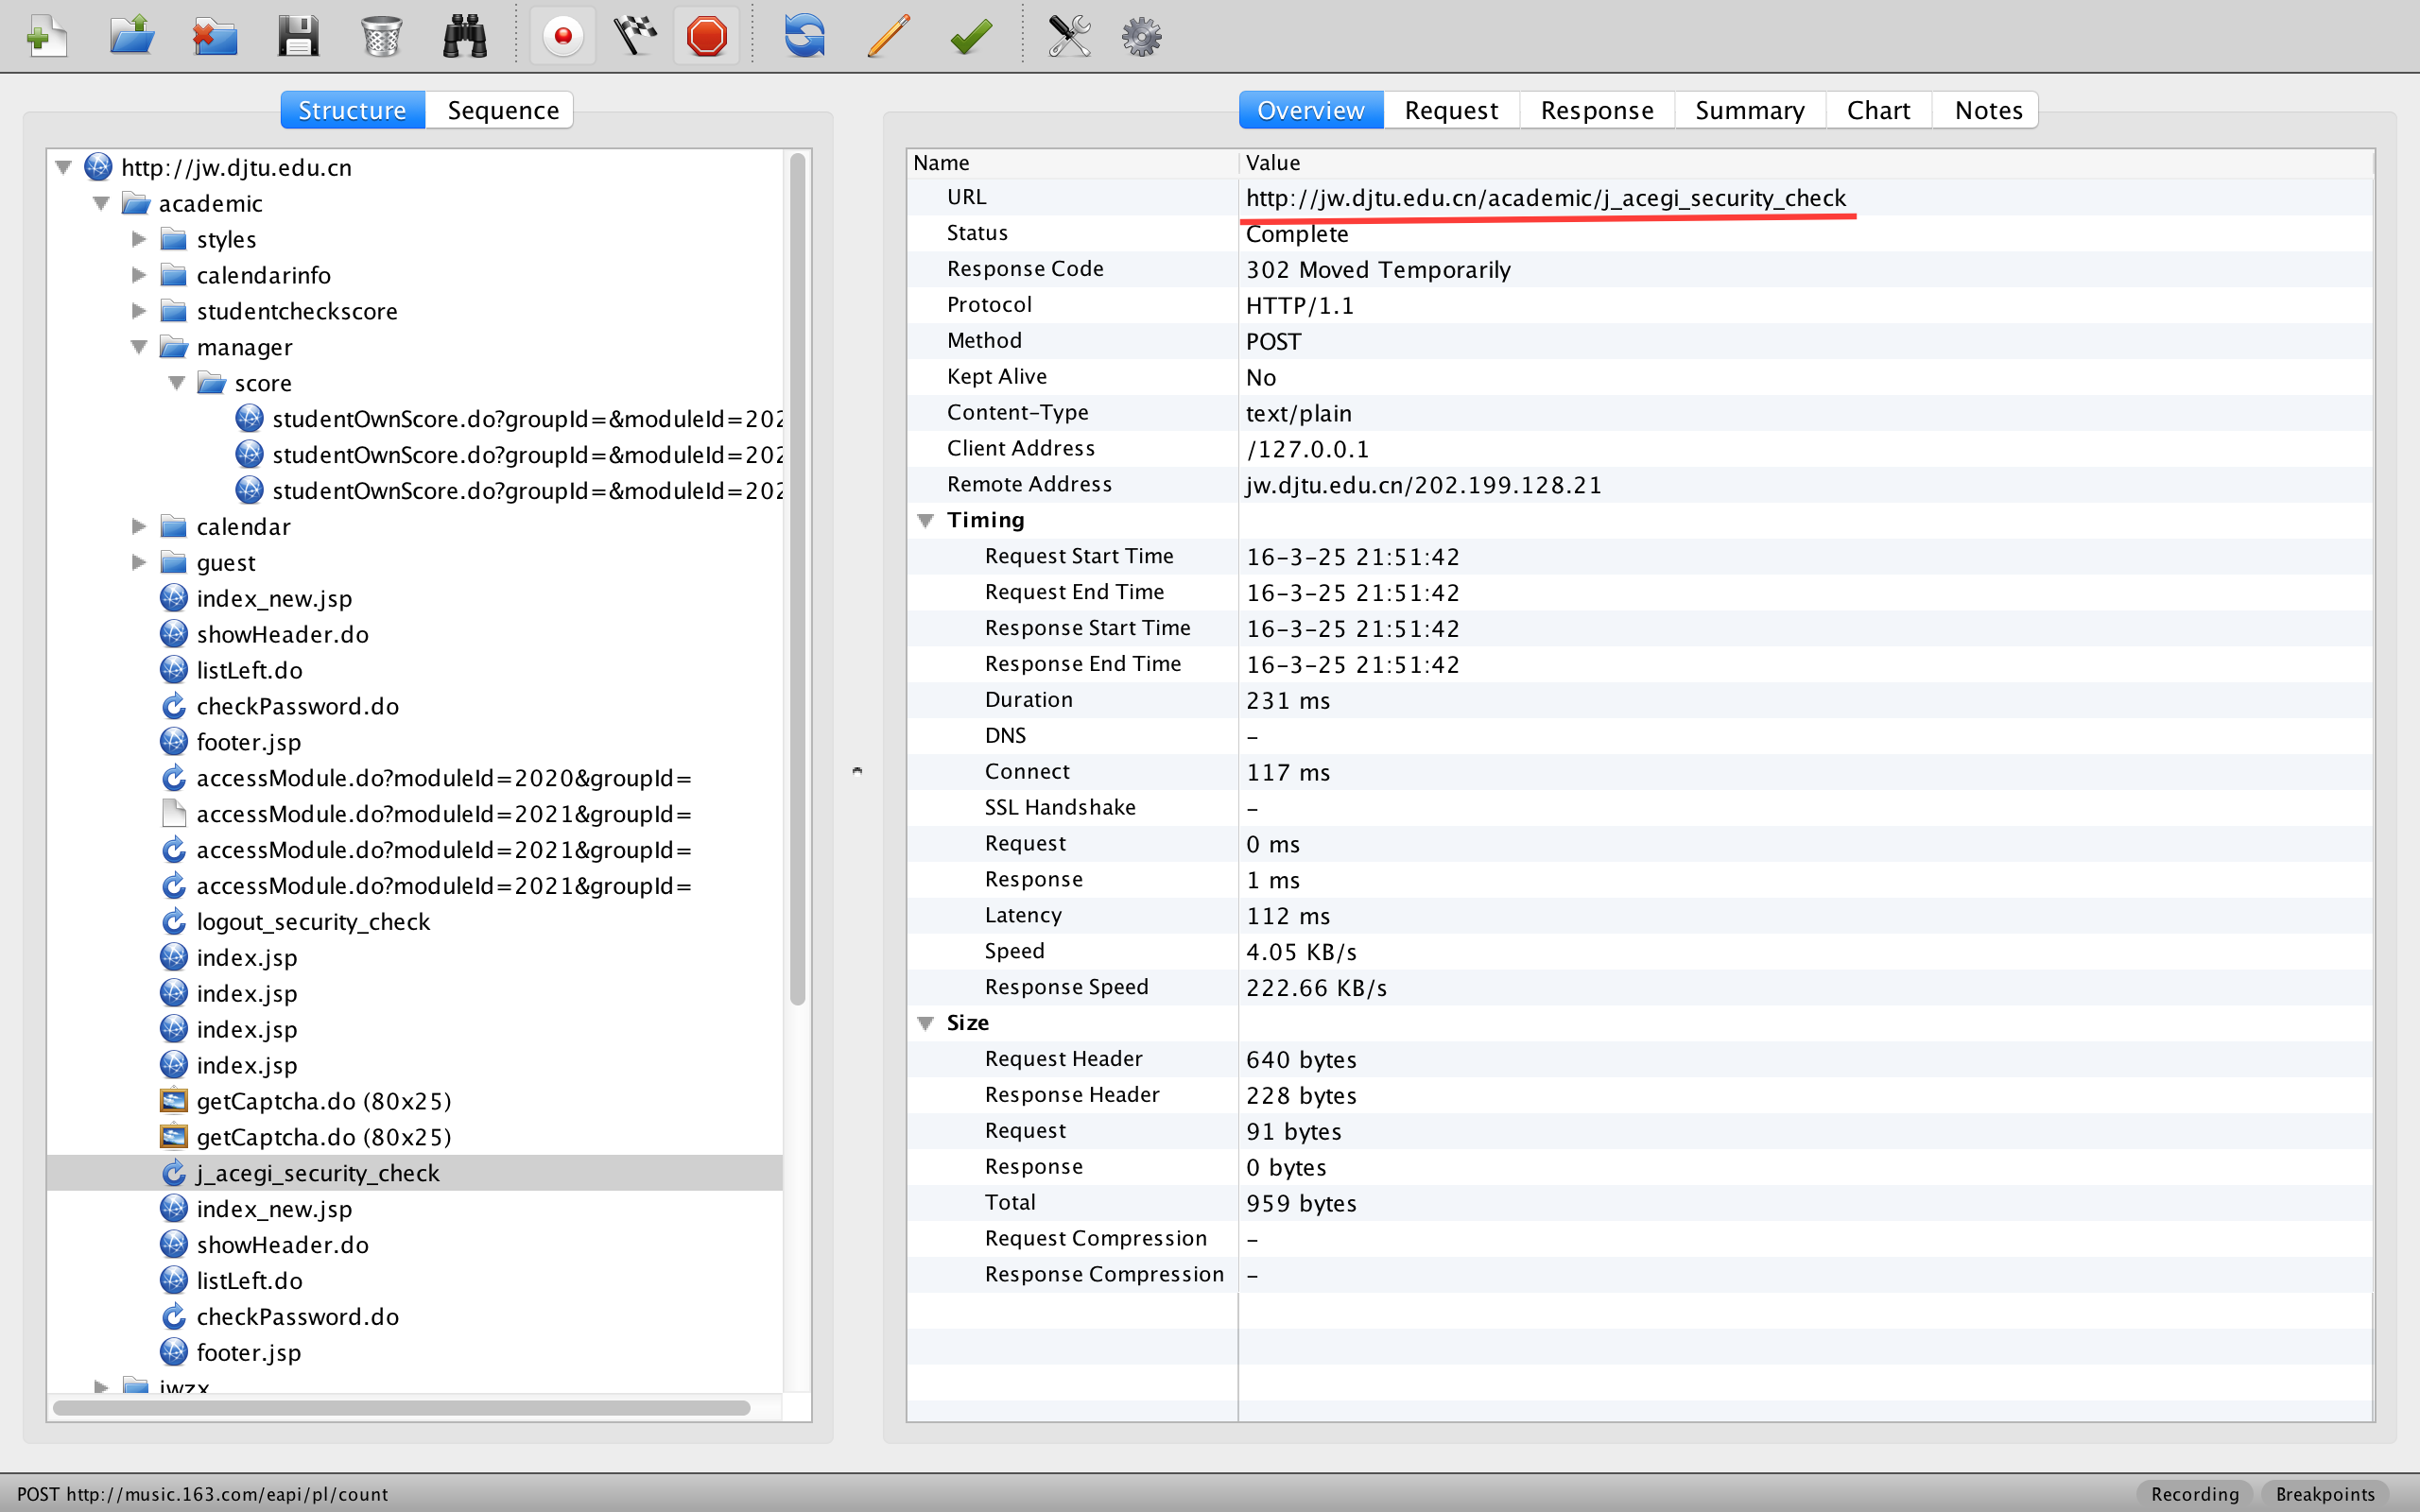 Structure Sequence
http://jw.djtu.edu.cn
academic
styles
calendarinfo
studentcheckscore
manager
score
studentOwnScore.do?groupId=&moduleId=202
studentOwnScore.do?groupId=&moduleId=202
studentOwnScore.do?groupId=&moduleId=202
calendar
guest
index_new.jsp
showHeader.do
listLeft.do
checkPassword.do
footer.jsp
accessModule.do?moduleId=2020&groupId=
accessModule.do?moduleId=2021&groupId=
accessModule.do?moduleId=2021&groupId=
accessModule.do?moduleId=2021&groupId=
logout_security_check
index.jsp
index.jsp
index.jsp
index.jsp
getCaptcha.do (80x25)
getCaptcha.do (80x25)
j_acegi_security_check
index_new.jsp
showHeader.do
listLeft.do
checkPassword.do
footer.jsp
jwzx
Overview Request Response Summary Chart Notes
Name Value
URL http://jw.djtu.edu.cn/academic/j_acegi_security_check
Status Complete
Response Code 302 Moved Temporarily
Protocol HTTP/1.1
Method POST
Kept Alive No
Content-Type text/plain
Client Address /127.0.0.1
Remote Address jw.djtu.edu.cn/202.199.128.21
Timing
Request Start Time 16-3-25 21:51:42
Request End Time 16-3-25 21:51:42
Response Start Time 16-3-25 21:51:42
Response End Time 16-3-25 21:51:42
Duration 231 ms
DNS -
Connect 117 ms
SSL Handshake -
Request 0 ms
Response 1 ms
Latency 112 ms
Speed 4.05 KB/s
Response Speed 222.66 KB/s
Size
Request Header 640 bytes
Response Header 228 bytes
Request 91 bytes
Response 0 bytes
Total 959 bytes
Request Compression -
Response Compression -
POST http://music.163.com/eapi/pl/count
Recording Breakpoints